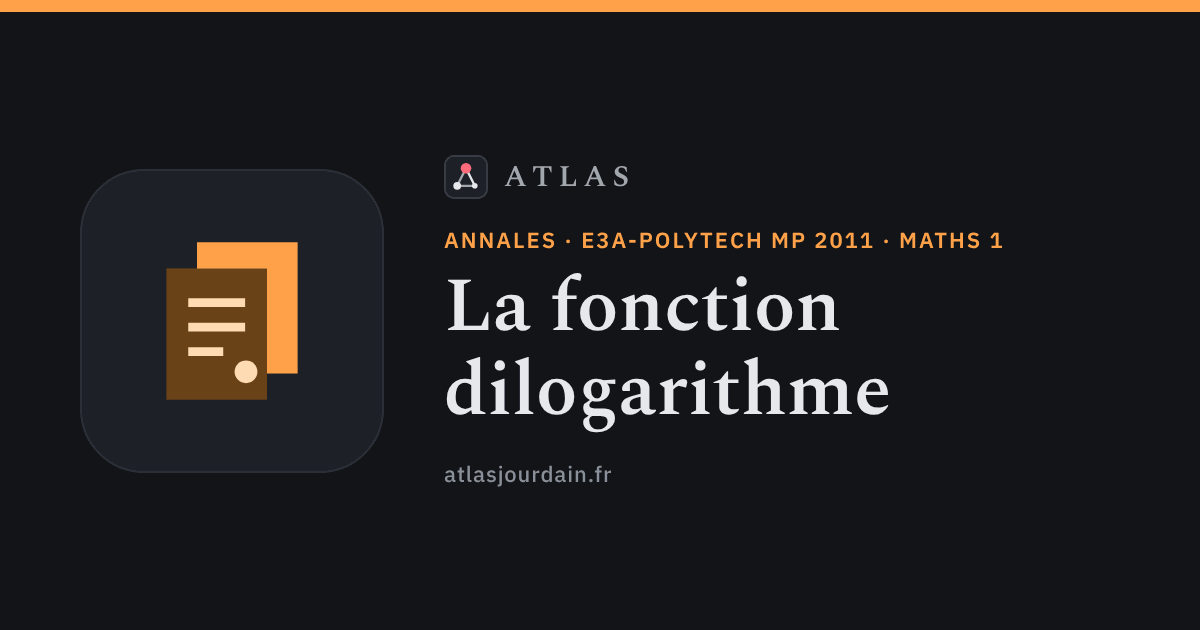 ATLAS
ANNALES · E3A-POLYTECH MP 2011 · MATHS 1
La fonction
dilogarithme
atlasjourdain.fr